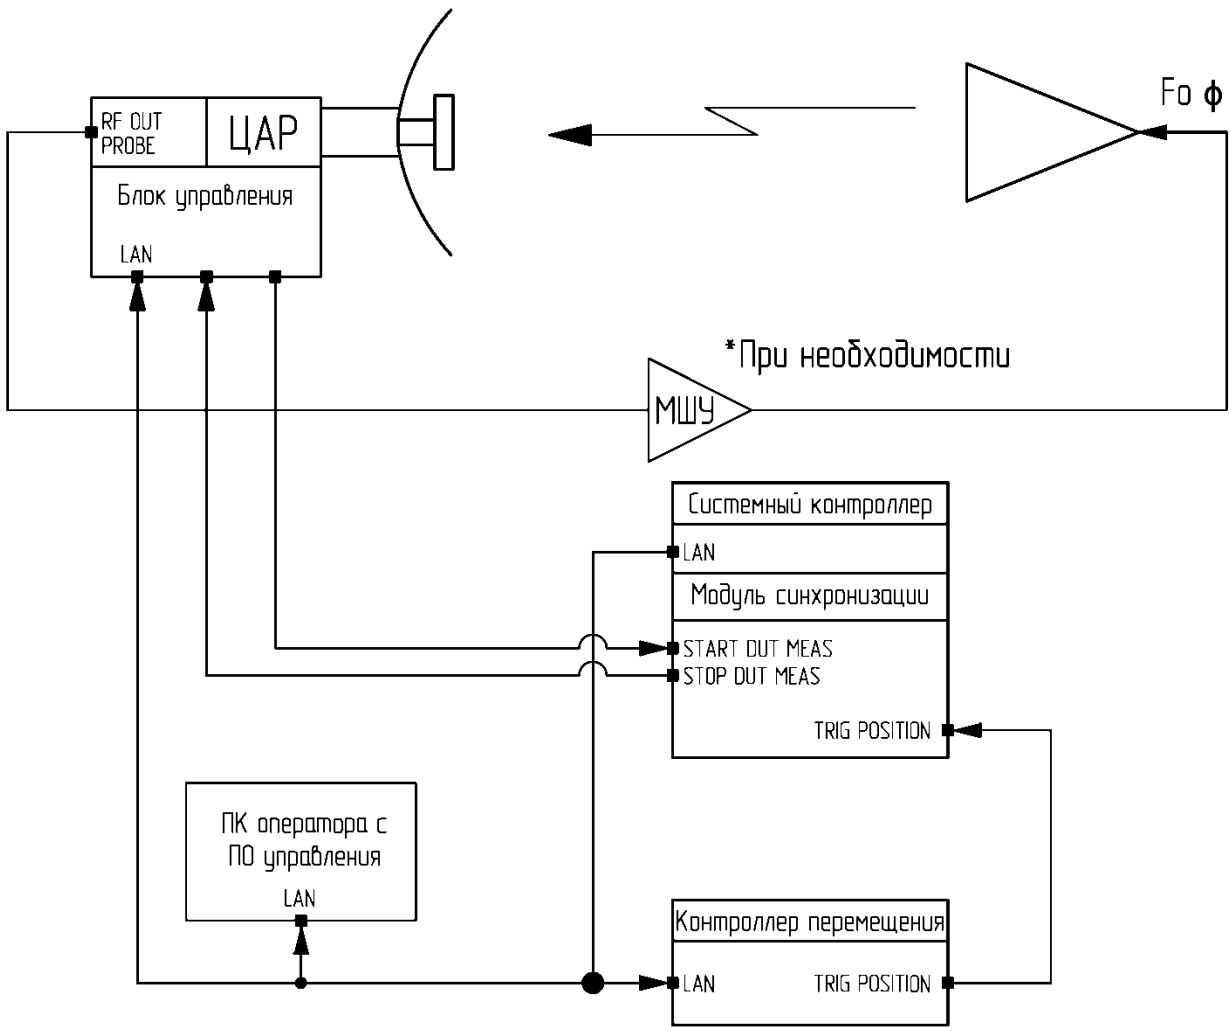 Fo ϕ
RF OUT
PROBE
ЦАР
Блок управления
LAN
*При необходимости
МШУ
Системный контроллер
LAN
Модуль синхронизации
START DUT MEAS
STOP DUT MEAS
TRIG POSITION
ПК оператора с
ПО управления
LAN
Контроллер перемещения
LAN
TRIG POSITION